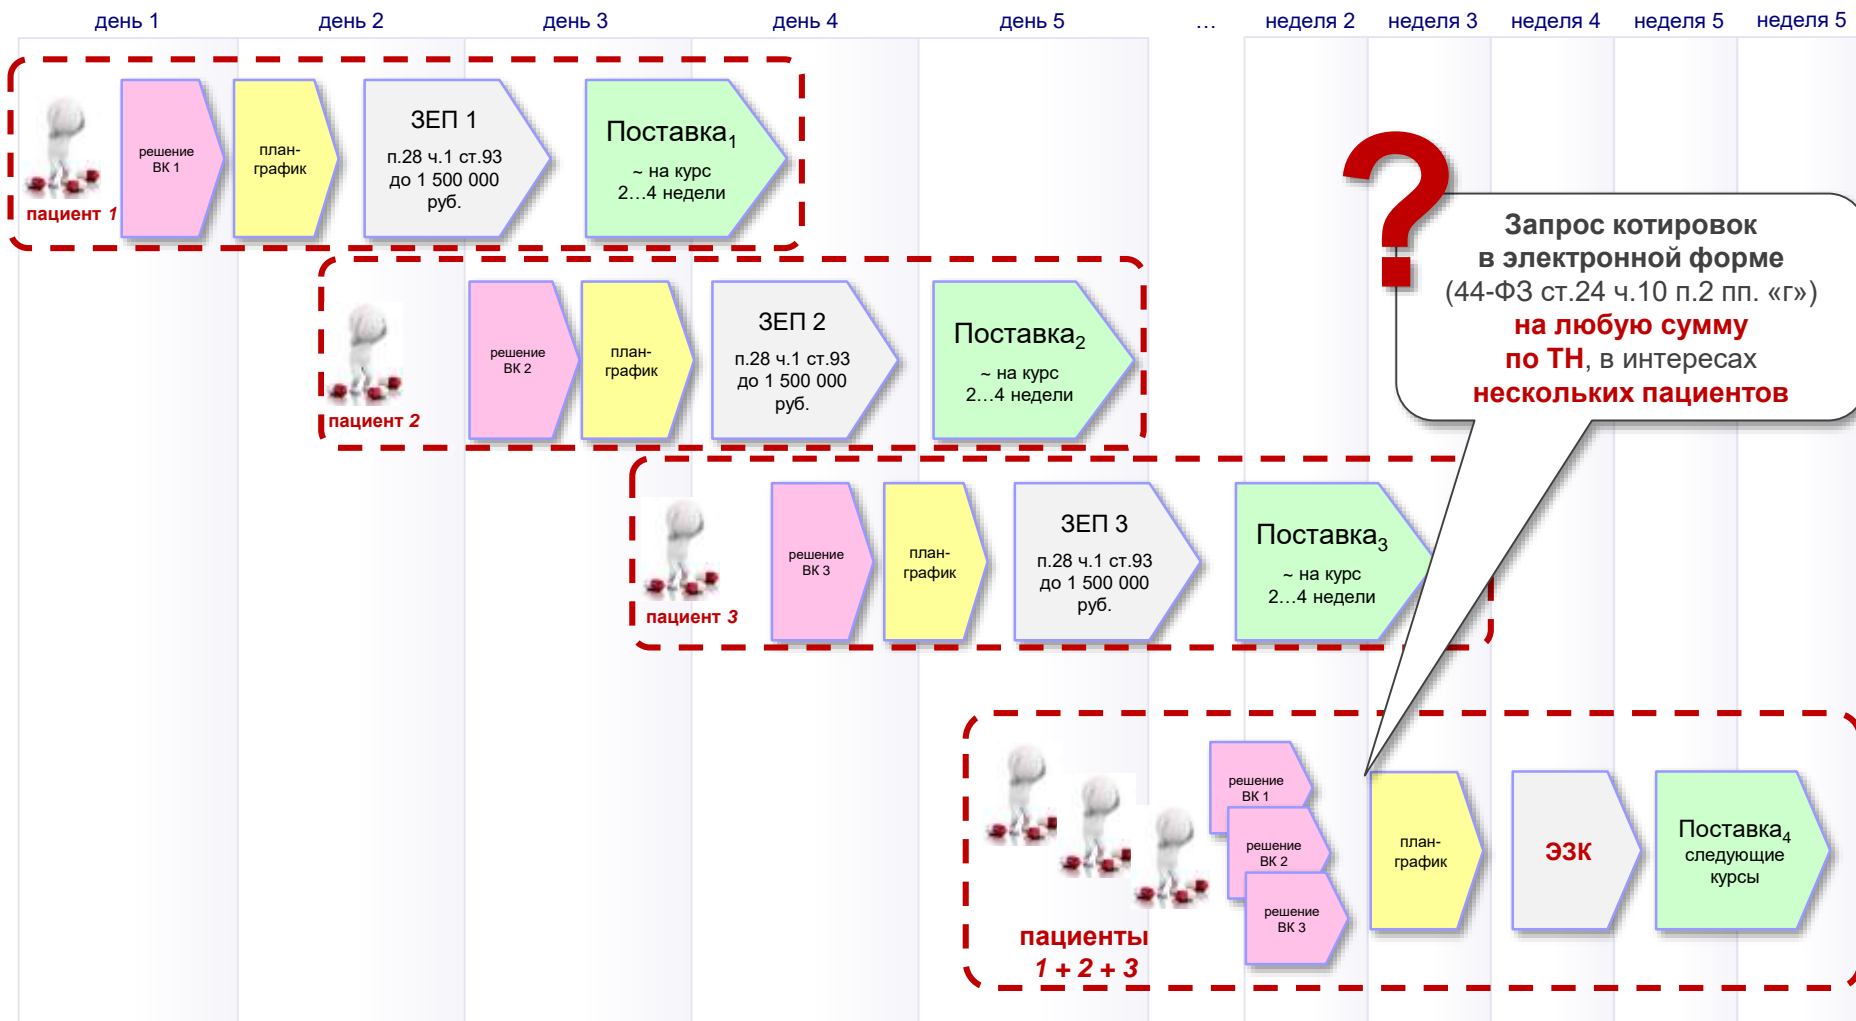 день 1
день 2
день 3
день 4
день 5
...
неделя 2
неделя 3
неделя 4
неделя 5
неделя 5
пациент 1
решение
ВК 1
план-
график
ЗЕП 1
п.28 ч.1 ст.93
до 1 500 000
руб.
Поставка1
~ на курс
2…4 недели
пациент 2
решение
ВК 2
план-
график
ЗЕП 2
п.28 ч.1 ст.93
до 1 500 000
руб.
Поставка2
~ на курс
2…4 недели
?
Запрос котировок
в электронной форме
(44-ФЗ ст.24 ч.10 п.2 пп. «г»)
на любую сумму
по ТН, в интересах
нескольких пациентов
пациент 3
решение
ВК 3
план-
график
ЗЕП 3
п.28 ч.1 ст.93
до 1 500 000
руб.
Поставка3
~ на курс
2…4 недели
пациенты
1 + 2 + 3
решение
ВК 1
решение
ВК 2
решение
ВК 3
план-
график
ЭЗК
Поставка4
следующие
курсы